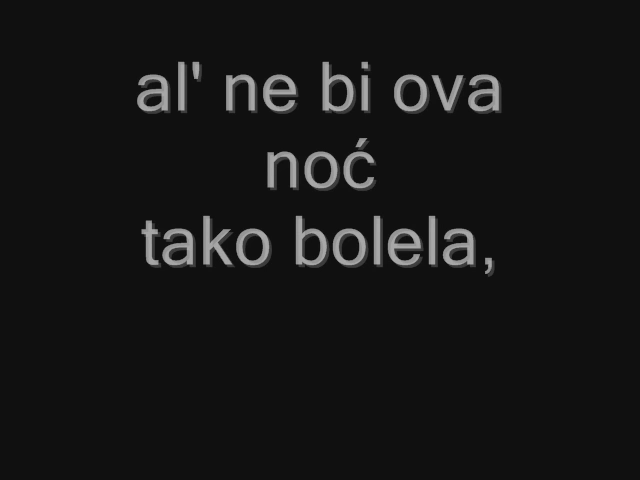 al' ne bi ova
noć
tako bolela,